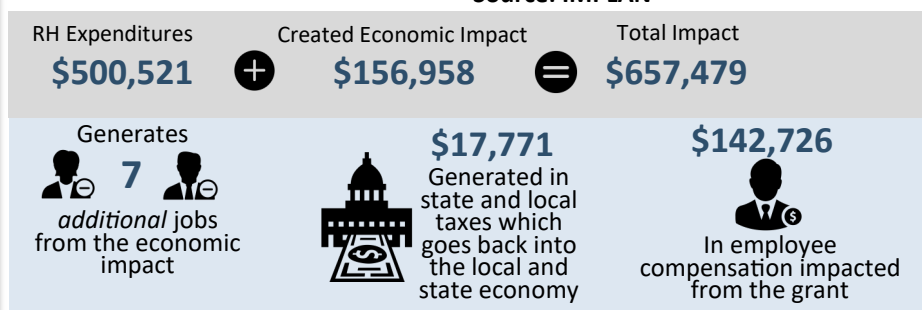 RH Expenditures
$500,521
+
Created Economic Impact
$156,958
=
Total Impact
$657,479
Generates
7
additional jobs
from the economic
impact
$17,771
Generated in
state and local
taxes which
goes back into
the local and
state economy
$142,726
In employee
compensation impacted
from the grant